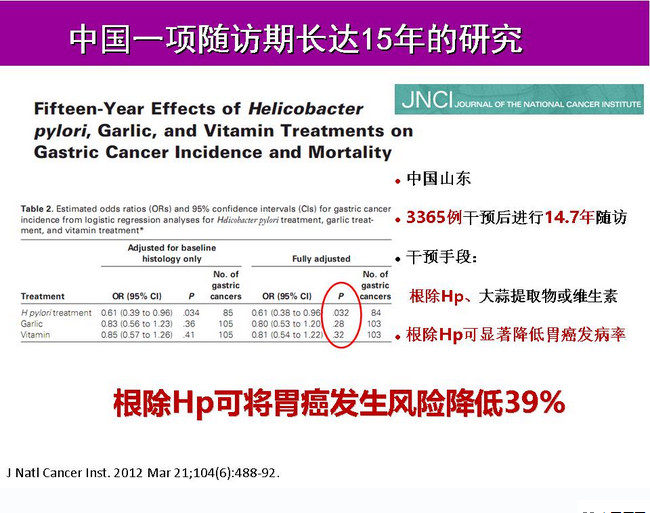 中国一项随访期长达15年的研究
Fifteen-Year Effects of Helicobacter
pylori, Garlic, and Vitamin Treatments on
Gastric Cancer Incidence and Mortality
JNCI JOURNAL OF THE NATIONAL CANCER INSTITUTE
Table 2. Estimated odds ratios (ORs) and 95% confidence intervals (CIs) for gastric cancer
incidence from logistic regression analyses for Helicobacter pylori treatment, garlic treat-
ment, and vitamin treatment*
Adjusted for baseline
histology only
Fully adjusted
No. of
gastric
cancers
No. of
gastric
cancers
Treatment OR (95% CI) P OR (95% CI) P
H pylori treatment 0.61 (0.39 to 0.96) .034 85 0.61 (0.38 to 0.96 .032 84
Garlic 0.83 (0.56 to 1.23) .36 105 0.80 (0.53 to 1.20 .28 103
Vitamin 0.85 (0.57 to 1.26) .41 105 0.81 (0.54 to 1.22) .32 103
• 中国山东
• 3365例干预后进行14.7年随访
• 干预手段：
根除Hp、大蒜提取物或维生素
• 根除Hp可显著降低胃癌发病率
根除Hp可将胃癌发生风险降低39%
J Natl Cancer Inst. 2012 Mar 21;104(6):488-92.